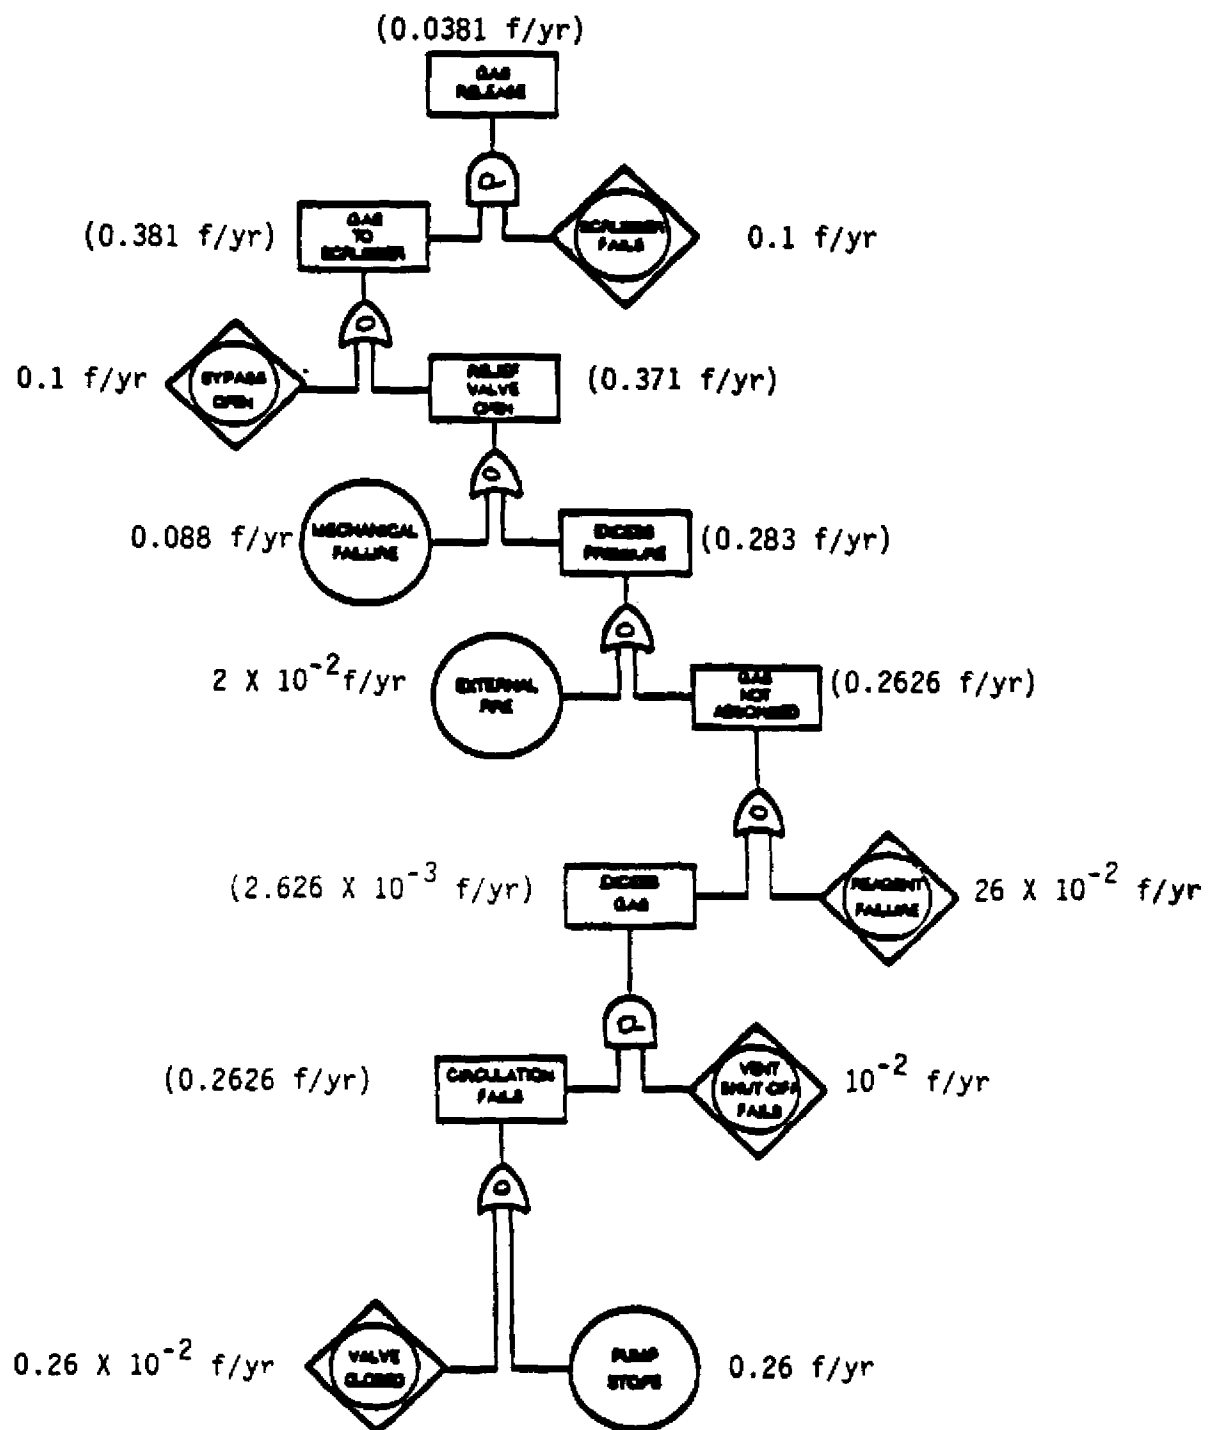 (0.0381 f/yr)
GAS
RELEASE
(0.381 f/yr)
GAS
TO
SCRUBBER
SCRUBBER
FAILS
0.1 f/yr
0.1 f/yr
BYPASS
OPEN
RELIEF
VALVE
OPEN
(0.371 f/yr)
0.088 f/yr
MECHANICAL
FAILURE
EXCESS
PRESSURE
(0.283 f/yr)
2 X 10⁻² f/yr
EXTERNAL
FIRE
GAS
NOT
ABSORBED
(0.2626 f/yr)
(2.626 X 10⁻³ f/yr)
EXCESS
GAS
REAGENT
FAILURE
26 X 10⁻² f/yr
(0.2626 f/yr)
CIRCULATION
FAILS
VENT
SHUT OFF
FAILS
10⁻² f/yr
0.26 X 10⁻² f/yr
VALVE
CLOSED
PUMP
STOPS
0.26 f/yr